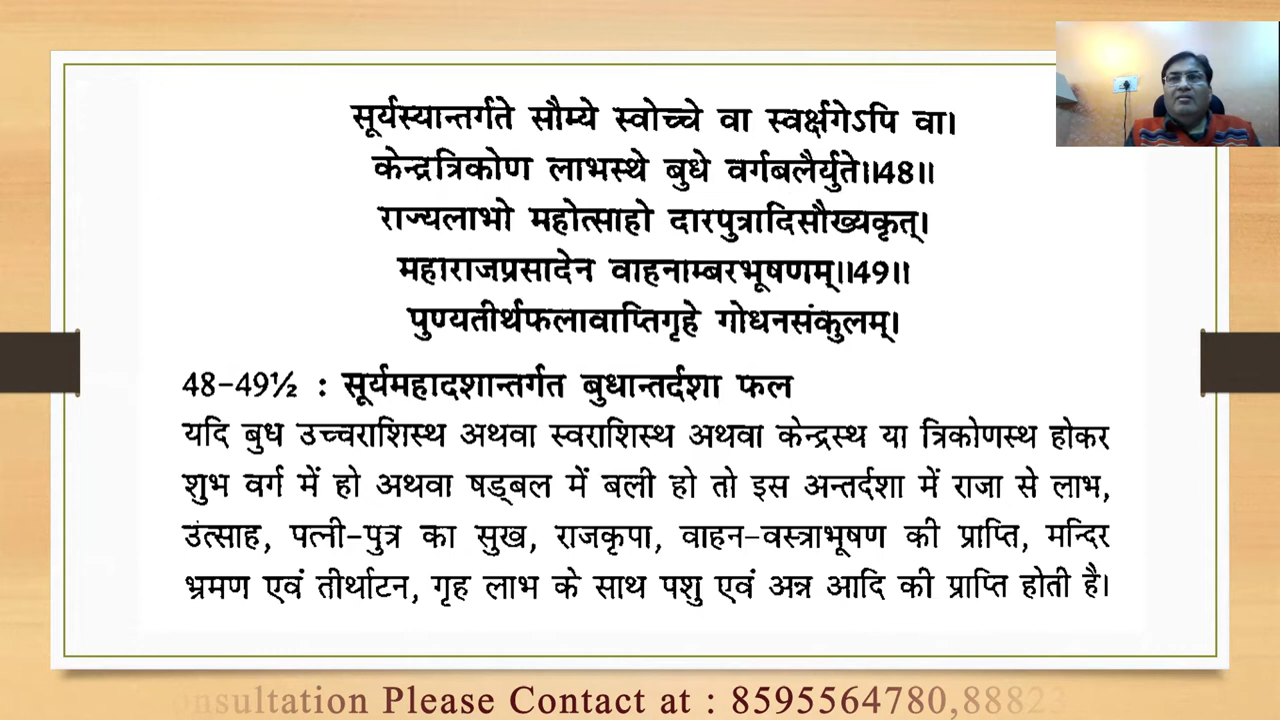 सूर्यस्यान्तर्गते सौम्ये स्वोच्चे वा स्वर्क्षगेऽपि वा।
केन्द्रत्रिकोण लाभस्थे बुधे वर्गबलैर्युते।।48।।
राज्यलाभो महोत्साहो दारपुत्रादिसौख्यकृत्।
महाराजप्रसादेन वाहनाम्बरभूषणम्।।49।।
पुण्यतीर्थफलावाप्तिगृहे गोधनसंकुलम्।
48-49½ : सूर्यमहादशान्तर्गत बुधान्तर्दशा फल
यदि बुध उच्चराशिस्थ अथवा स्वराशिस्थ अथवा केन्द्रस्थ या त्रिकोणस्थ होकर
शुभ वर्ग में हो अथवा षड्बल में बली हो तो इस अन्तर्दशा में राजा से लाभ,
उत्साह, पत्नी-पुत्र का सुख, राजकृपा, वाहन-वस्त्राभूषण की प्राप्ति, मन्दिर
भ्रमण एवं तीर्थाटन, गृह लाभ के साथ पशु एवं अन्न आदि की प्राप्ति होती है।
onsultation Please Contact at : 8595564780,8882